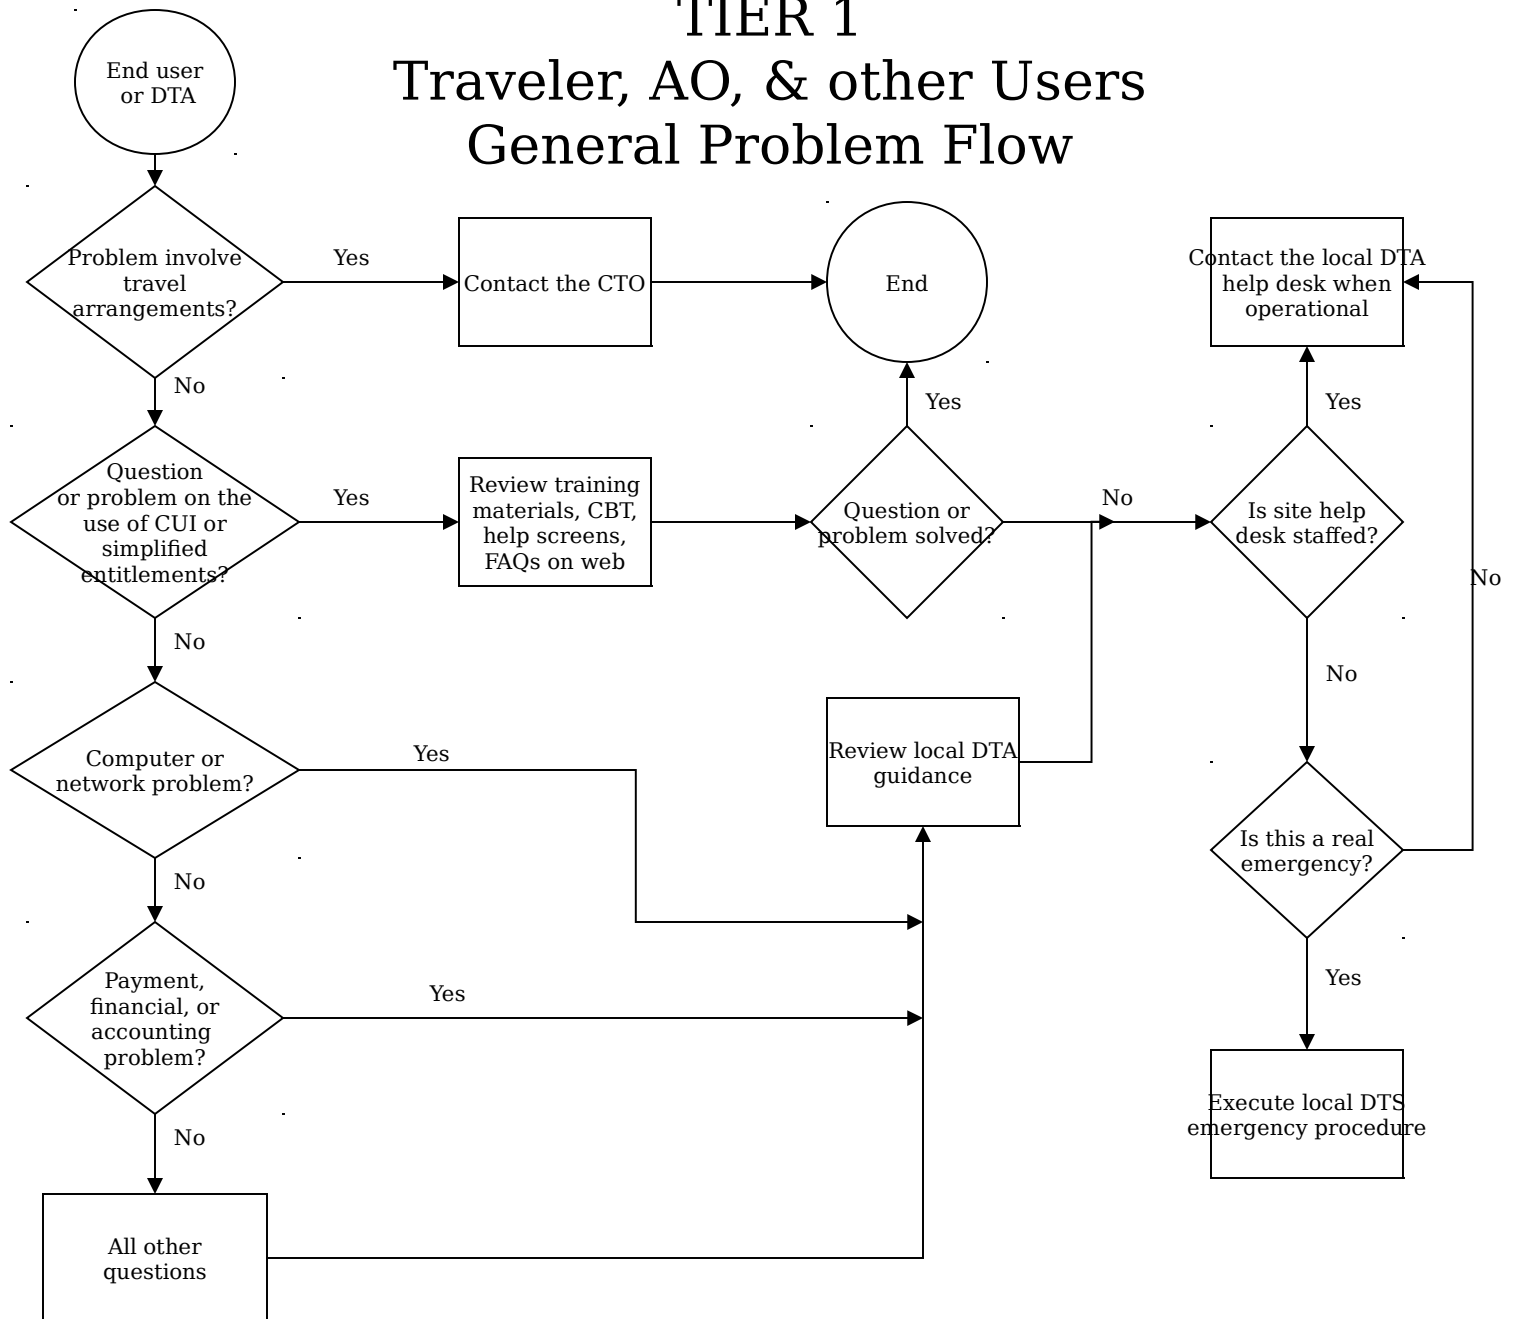 TIER 1
Traveler, AO, & other Users
General Problem Flow
End user
or DTA
Problem involve
travel
arrangements?
Yes
Contact the CTO
End
Contact the local DTA
help desk when
operational
No
Yes
Yes
Question
or problem on the
use of CUI or
simplified
entitlements?
Yes
Review training
materials, CBT,
help screens,
FAQs on web
Question or
problem solved?
No
Is site help
desk staffed?
No
No
No
Computer or
network problem?
Yes
Review local DTA
guidance
Is this a real
emergency?
No
Yes
Payment,
financial, or
accounting
problem?
Yes
No
Execute local DTS
emergency procedure
All other
questions